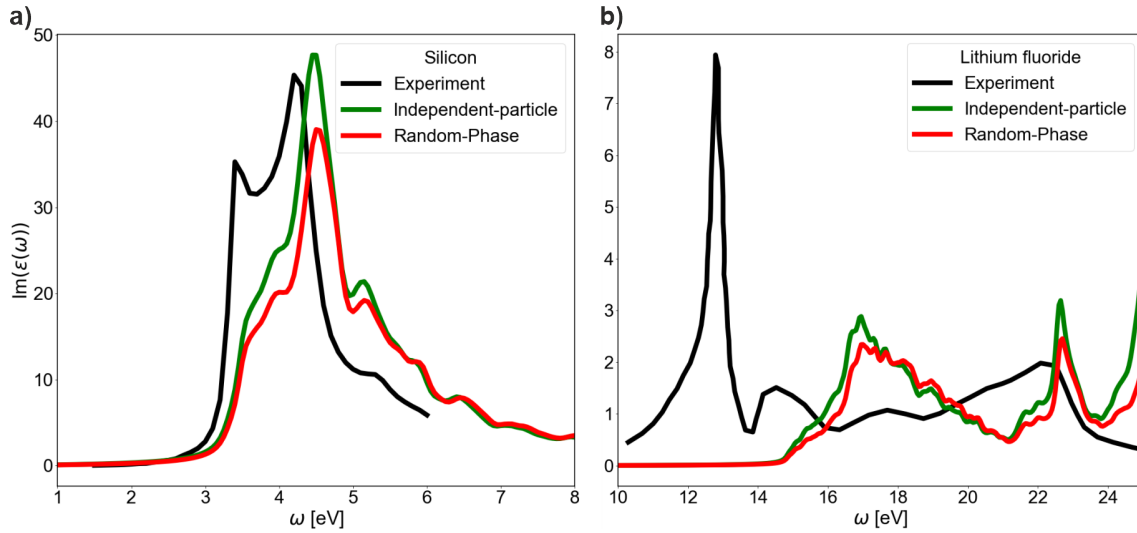 a)
50
40
30
20
10
0
Im(ε(ω))
1 2 3 4 5 6 7 8
ω [eV]
Silicon
Experiment
Independent-particle
Random-Phase
b)
8
7
6
5
4
3
2
1
0
10 12 14 16 18 20 22 24
ω [eV]
Lithium fluoride
Experiment
Independent-particle
Random-Phase